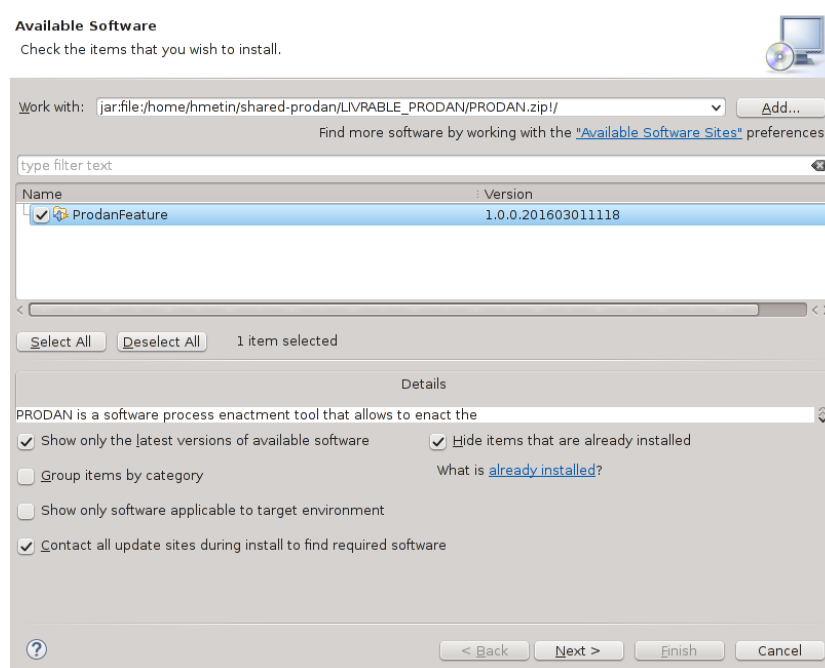 Available Software
Check the items that you wish to install.
Work with: jar:file:/home/hmetin/shared-prodan/LIVRABLE_PRODAN/PRODAN.zip!/ Add...
Find more software by working with the "Available Software Sites" preferences
type filter text
Name Version
ProdanFeature 1.0.0.201603011118
Select All Deselect All 1 item selected
Details
PRODAN is a software process enactment tool that allows to enact the
Show only the latest versions of available software Hide items that are already installed
Group items by category What is already installed?
Show only software applicable to target environment
Contact all update sites during install to find required software
? < Back Next > Finish Cancel